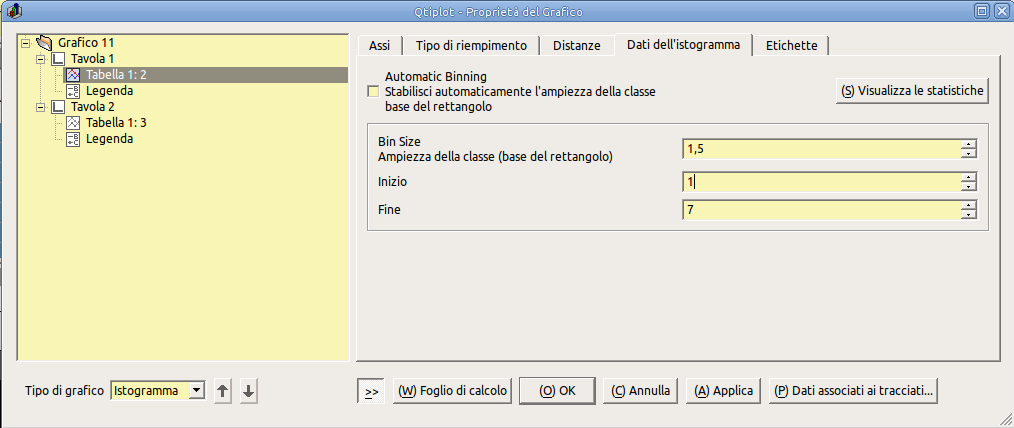 Qtiplot - Proprietà del Grafico
Grafico 11
Tavola 1
Tabella 1: 2
Legenda
Tavola 2
Tabella 1: 3
Legenda
Assi
Tipo di riempimento
Distanze
Dati dell'istogramma
Etichette
Automatic Binning
Stabilisci automaticamente l'ampiezza della classe
base del rettangolo
(S) Visualizza le statistiche
Bin Size
Ampiezza della classe (base del rettangolo)
1,5
Inizio
1
Fine
7
Tipo di grafico
Istogramma
>>
(W) Foglio di calcolo
(O) OK
(C) Annulla
(A) Applica
(P) Dati associati ai tracciati...